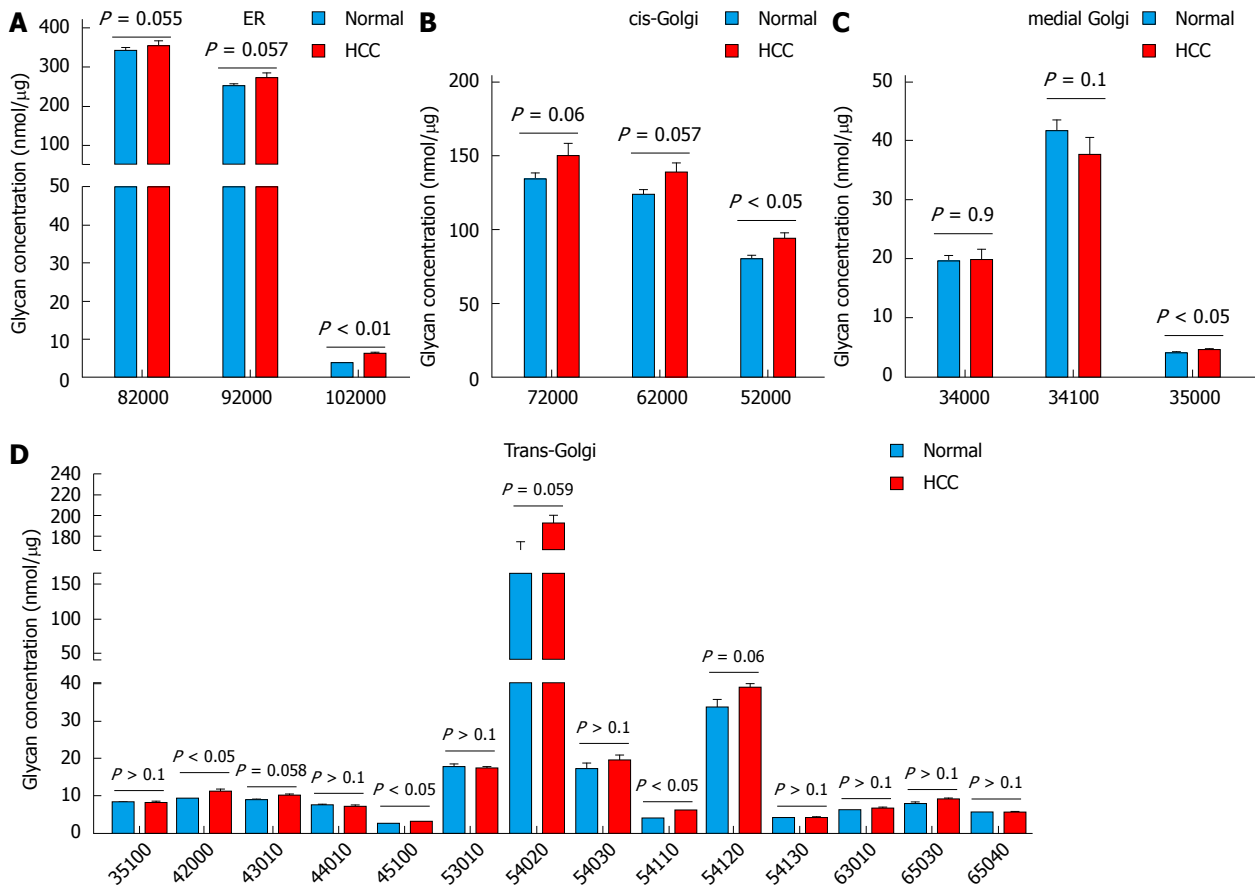 A
ER
Normal
HCC
Glycan concentration (nmol/μg)
400
300
200
100
50
40
30
20
10
0
P = 0.055
P = 0.057
P < 0.01
82000 92000 102000
B
cis-Golgi
Normal
HCC
Glycan concentration (nmol/μg)
200
150
100
50
0
P = 0.06
P = 0.057
P < 0.05
72000 62000 52000
C
medial Golgi
Normal
HCC
Glycan concentration (nmol/μg)
50
40
30
20
10
0
P = 0.9
P = 0.1
P < 0.05
34000 34100 35000
D
Trans-Golgi
Normal
HCC
Glycan concentration (nmol/μg)
240
220
200
180
150
100
50
40
30
20
10
0
P > 0.1
P < 0.05
P = 0.058
P > 0.1
P < 0.05
P > 0.1
P = 0.059
P > 0.1
P < 0.05
P = 0.06
P > 0.1
P > 0.1
P > 0.1
P > 0.1
35100 42000 43010 44010 45100 53010 54020 54030 54110 54120 54130 63010 65030 65040